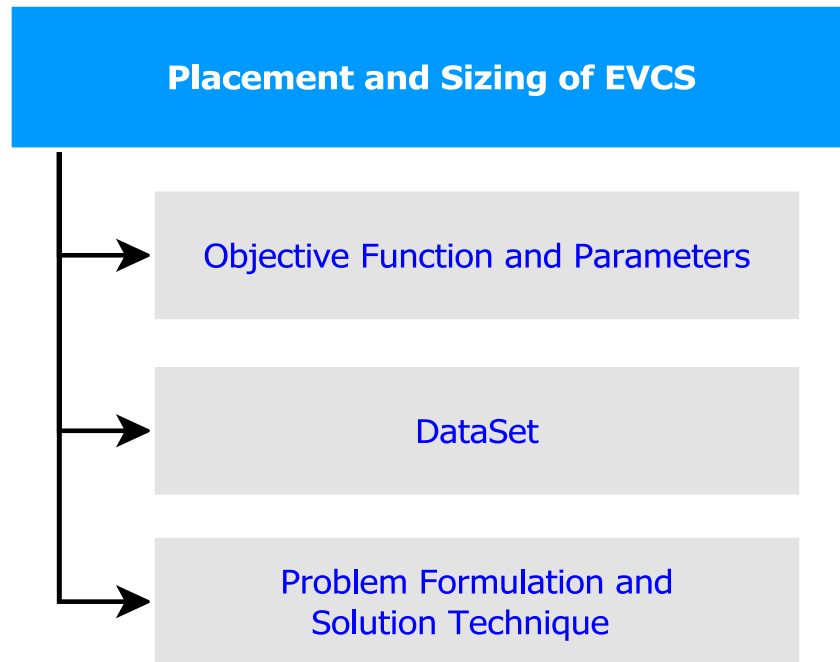 Placement and Sizing of EVCS
Objective Function and Parameters
DataSet
Problem Formulation and
Solution Technique